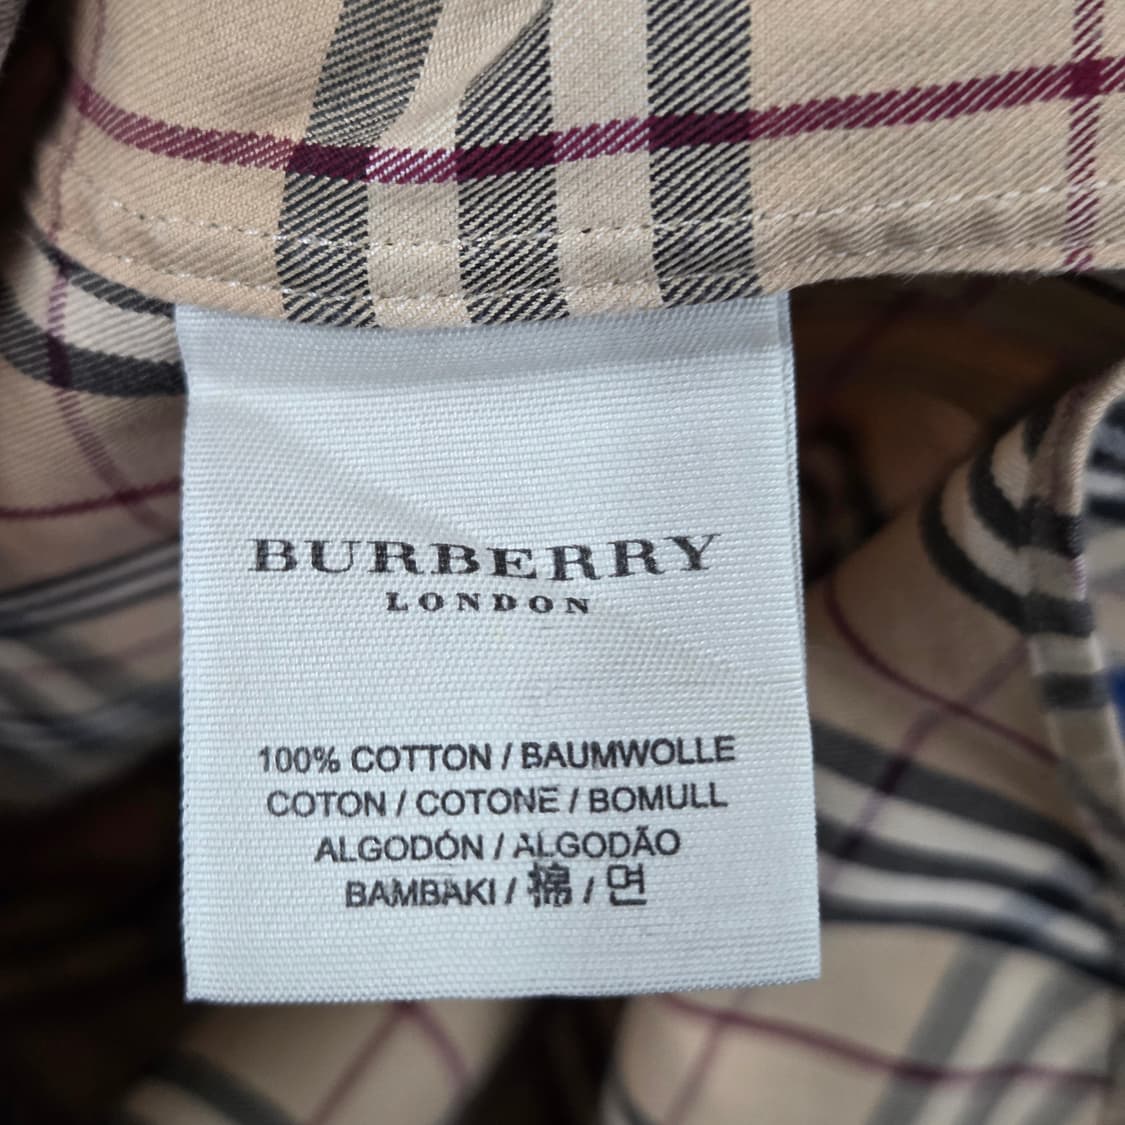 BURBERRY
LONDON
100% COTTON / BAUMWOLLE
COTON / COTONE / BOMULL
ALGODÓN / ALGODÃO
BAMBAKI / 棉 / 면